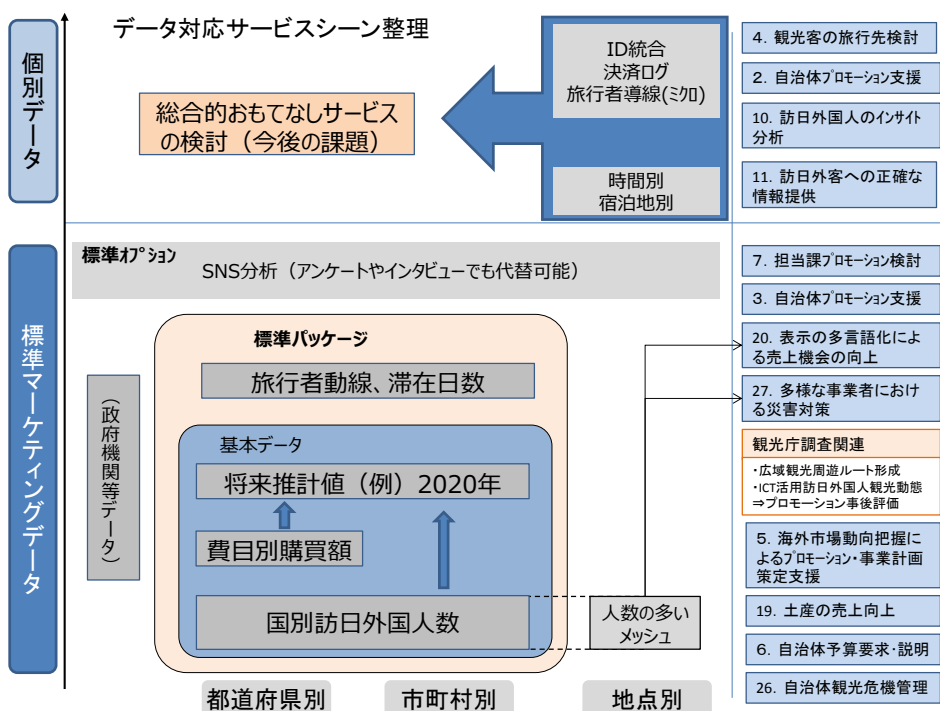 データ対応サービスシーン整理
個別データ
ID統合
決済ログ
旅行者導線(ﾐｸﾛ)
時間別
宿泊地別
総合的おもてなしサービス
の検討（今後の課題）
4. 観光客の旅行先検討
2. 自治体プロモーション支援
10. 訪日外国人のｲﾝｻｲﾄ
分析
11. 訪日外客への正確な
情報提供
標準マーケティングデータ
標準ｵﾌﾟｼｮﾝ
SNS分析（アンケートやインタビューでも代替可能）
（政府機関等データ）
標準パッケージ
旅行者動線、滞在日数
基本データ
将来推計値（例）2020年
費目別購買額
国別訪日外国人数
人数の多い
メッシュ
都道府県別
市町村別
地点別
7. 担当課ﾌﾟﾛﾓｰｼｮﾝ検討
3. 自治体ﾌﾟﾛﾓｰｼｮﾝ支援
20. 表示の多言語化によ
る売上機会の向上
27. 多様な事業者におけ
る災害対策
観光庁調査関連
・広域観光周遊ルート形成
・ICT活用訪日外国人観光動態
⇒プロモーション事後評価
5. 海外市場動向把握に
よるﾌﾟﾛﾓｰｼｮﾝ・事業計画
策定支援
19. 土産の売上向上
6. 自治体予算要求・説明
26. 自治体観光危機管理